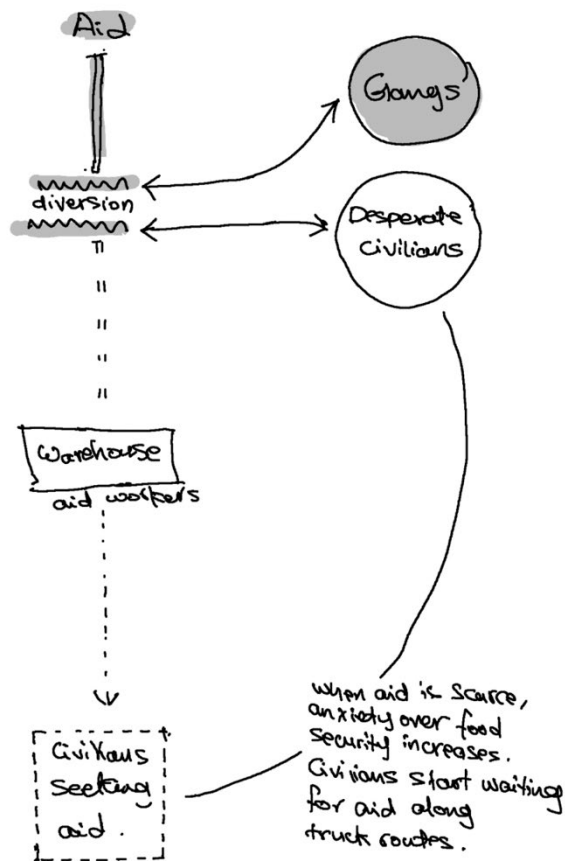 Aid
Gangs
diversion
Desperate
civilians
Warehouse
aid workers
when aid is scarce,
anxiety over food
security increases.
Civilians start waiting
for aid along
truck routes.
Civilians
seeking
aid.